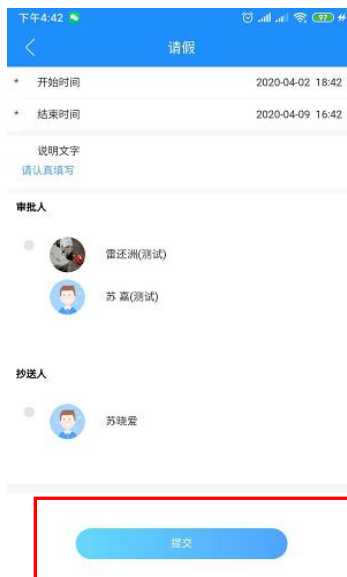 下午4:42
97
请假
* 开始时间 2020-04-02 18:42
* 结束时间 2020-04-09 16:42
说明文字
请认真填写
审批人
雷还洲(测试)
苏 嘉(测试)
抄送人
苏晓爱
提交